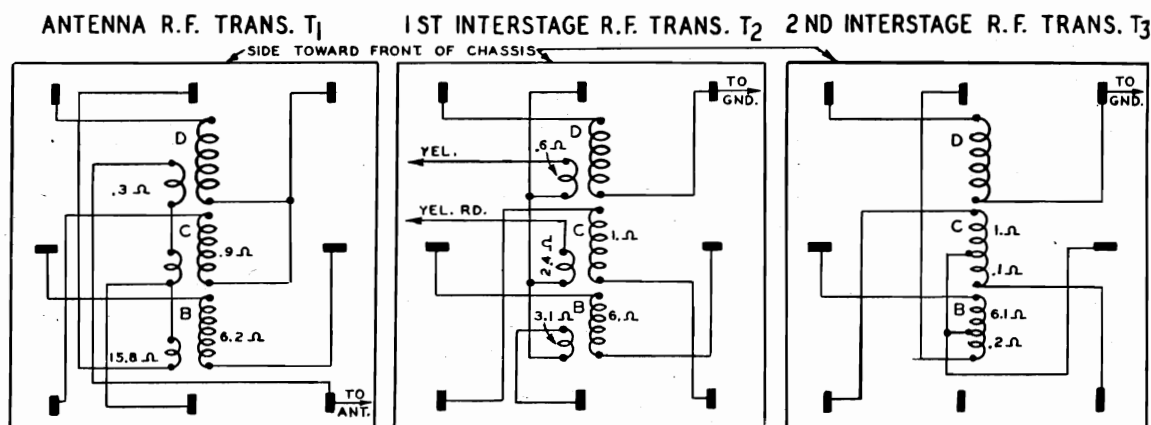 ANTENNA R.F. TRANS. T1
1ST INTERSTAGE R.F. TRANS. T2
2ND INTERSTAGE R.F. TRANS. T3
SIDE TOWARD FRONT OF CHASSIS
D
.3 Ω
C
.9 Ω
B
6.2 Ω
15.8 Ω
TO
ANT.
TO
GND.
D
.6 Ω
YEL.
YEL. RD.
C
1. Ω
2.4 Ω
B
3.1 Ω
6. Ω
TO
GND.
D
C
1. Ω
.1 Ω
B
6.1 Ω
.2 Ω